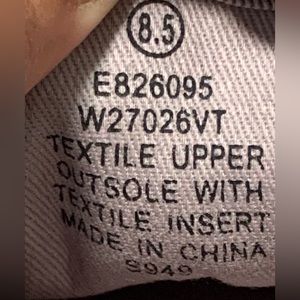 8.5
E826095
W27026VT
TEXTILE UPPER
OUTSOLE WITH
TEXTILE INSERT
MADE IN CHINA
S949